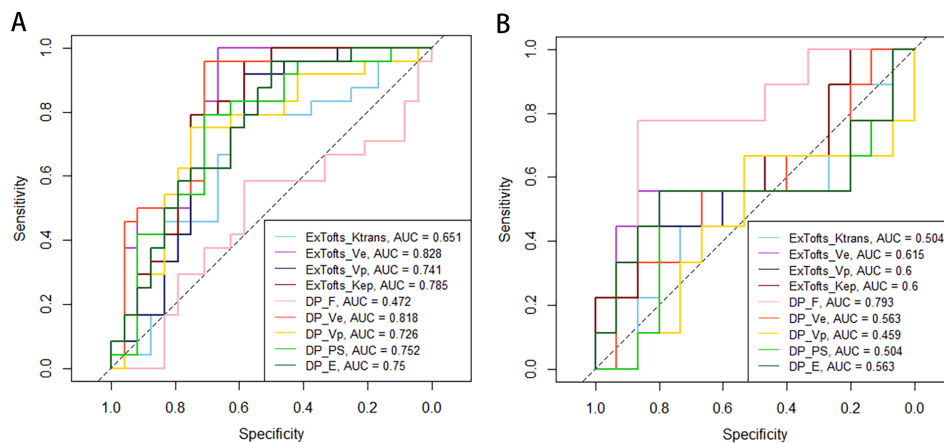 A
B
Sensitivity
1.0
0.8
0.6
0.4
0.2
0.0
ExTofts_Ktrans, AUC = 0.651
ExTofts_Ve, AUC = 0.828
ExTofts_Vp, AUC = 0.741
ExTofts_Kep, AUC = 0.785
DP_F, AUC = 0.472
DP_Ve, AUC = 0.818
DP_Vp, AUC = 0.726
DP_PS, AUC = 0.752
DP_E, AUC = 0.75
1.0 0.8 0.6 0.4 0.2 0.0
Specificity
Sensitivity
1.0
0.8
0.6
0.4
0.2
0.0
ExTofts_Ktrans, AUC = 0.504
ExTofts_Ve, AUC = 0.615
ExTofts_Vp, AUC = 0.6
ExTofts_Kep, AUC = 0.6
DP_F, AUC = 0.793
DP_Ve, AUC = 0.563
DP_Vp, AUC = 0.459
DP_PS, AUC = 0.504
DP_E, AUC = 0.563
1.0 0.8 0.6 0.4 0.2 0.0
Specificity